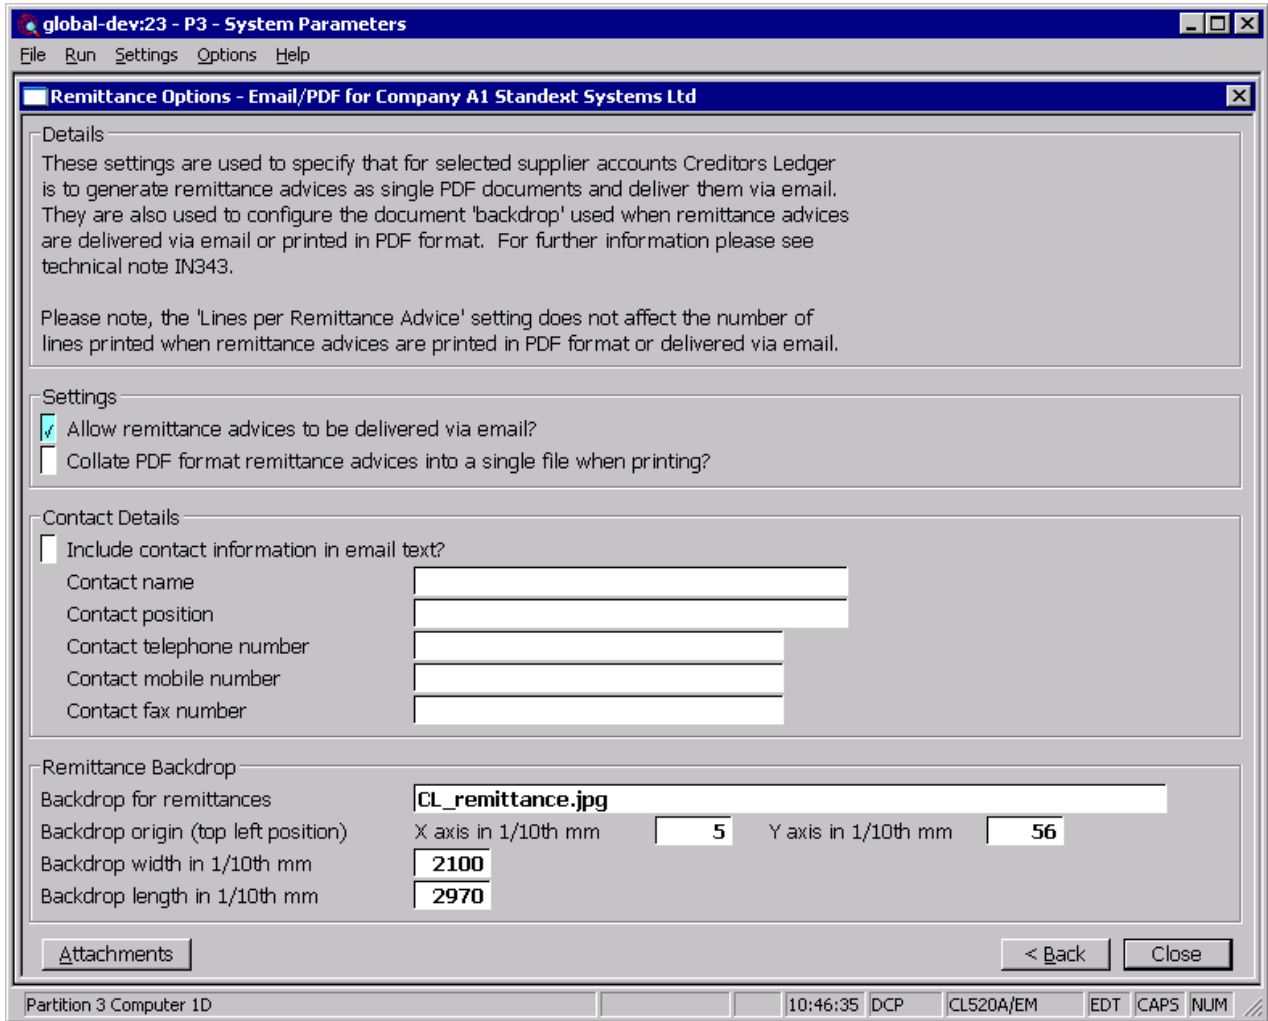 global-dev:23 - P3 - System Parameters
File Run Settings Options Help
Remittance Options - Email/PDF for Company A1 Standext Systems Ltd
Details
These settings are used to specify that for selected supplier accounts Creditors Ledger
is to generate remittance advices as single PDF documents and deliver them via email.
They are also used to configure the document 'backdrop' used when remittance advices
are delivered via email or printed in PDF format.  For further information please see
technical note IN343.
Please note, the 'Lines per Remittance Advice' setting does not affect the number of
lines printed when remittance advices are printed in PDF format or delivered via email.
Settings
Allow remittance advices to be delivered via email?
Collate PDF format remittance advices into a single file when printing?
Contact Details
Include contact information in email text?
Contact name
Contact position
Contact telephone number
Contact mobile number
Contact fax number
Remittance Backdrop
Backdrop for remittances CL_remittance.jpg
Backdrop origin (top left position) X axis in 1/10th mm 5 Y axis in 1/10th mm 56
Backdrop width in 1/10th mm 2100
Backdrop length in 1/10th mm 2970
Attachments < Back Close
Partition 3 Computer 1D 10:46:35 DCP CL520A/EM EDT CAPS NUM